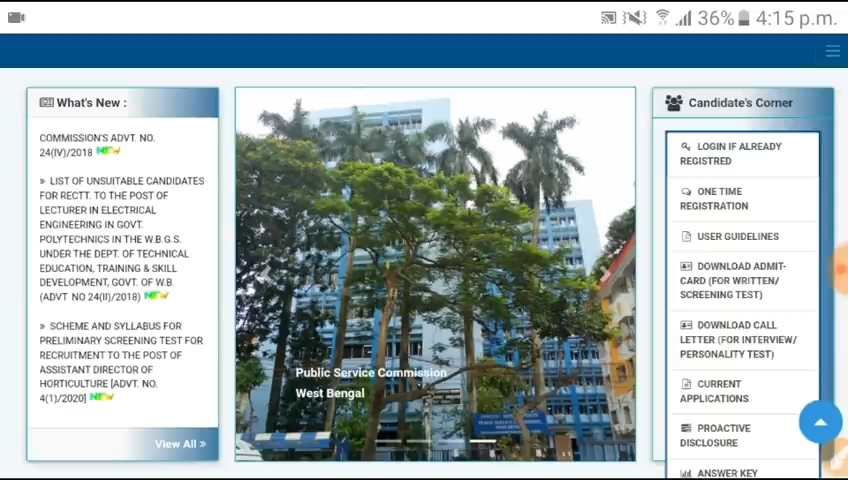 36% 4:15 p.m.
What's New :
COMMISSION'S ADVT. NO.
24(IV)/2018 NEW
» LIST OF UNSUITABLE CANDIDATES
FOR RECTT. TO THE POST OF
LECTURER IN ELECTRICAL
ENGINEERING IN GOVT.
POLYTECHNICS IN THE W.B.G.S.
UNDER THE DEPT. OF TECHNICAL
EDUCATION, TRAINING & SKILL
DEVELOPMENT, GOVT. OF W.B.
(ADVT NO 24(II)/2018) NEW
» SCHEME AND SYLLABUS FOR
PRELIMINARY SCREENING TEST FOR
RECRUITMENT TO THE POST OF
ASSISTANT DIRECTOR OF
HORTICULTURE [ADVT. NO.
4(1)/2020] NEW
View All »
Public Service Commission
West Bengal
Candidate's Corner
LOGIN IF ALREADY
REGISTRED
ONE TIME
REGISTRATION
USER GUIDELINES
DOWNLOAD ADMIT-
CARD (FOR WRITTEN/
SCREENING TEST)
DOWNLOAD CALL
LETTER (FOR INTERVIEW/
PERSONALITY TEST)
CURRENT
APPLICATIONS
PROACTIVE
DISCLOSURE
ANSWER KEY